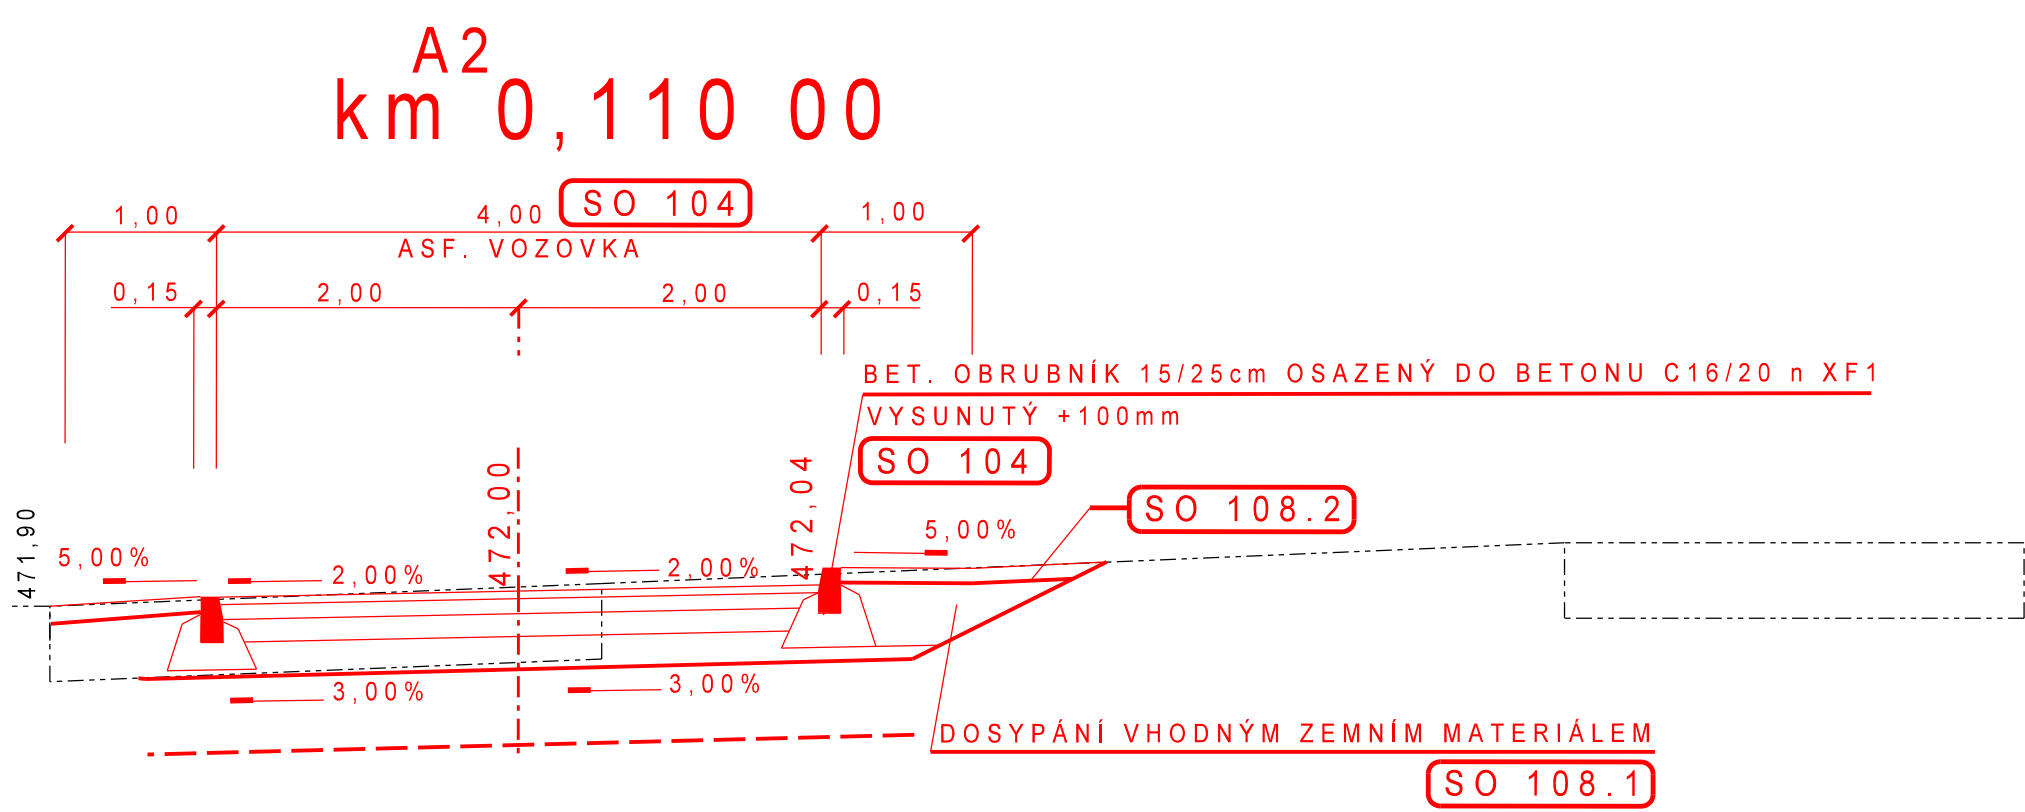 A2
km 0,110 00
SO 104
1,00
4,00
1,00
ASF. VOZOVKA
0,15
2,00
2,00
0,15
BET. OBRUBNÍK 15/25cm OSAZENÝ DO BETONU C16/20 n XF1
VYSUNUTÝ +100mm
SO 104
472,00
472,04
SO 108.2
471,90
5,00%
5,00%
2,00%
2,00%
3,00%
3,00%
DOSYPÁNÍ VHODNÝM ZEMNÍM MATERIÁLEM
SO 108.1